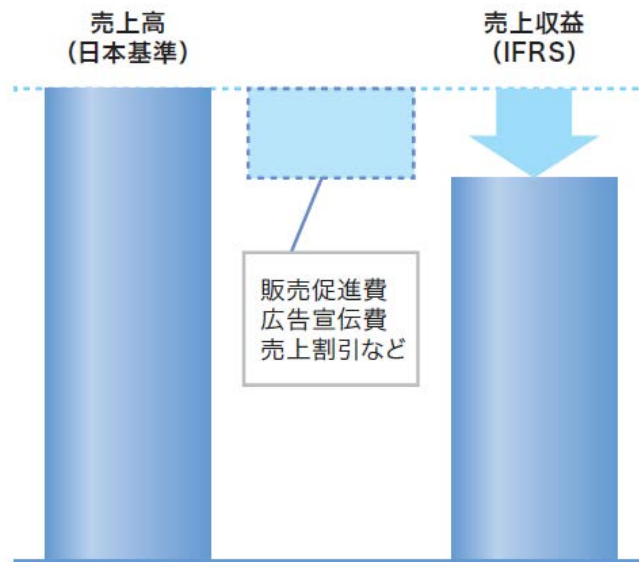 売上高
（日本基準）
売上収益
（IFRS）
販売促進費
広告宣伝費
売上割引など